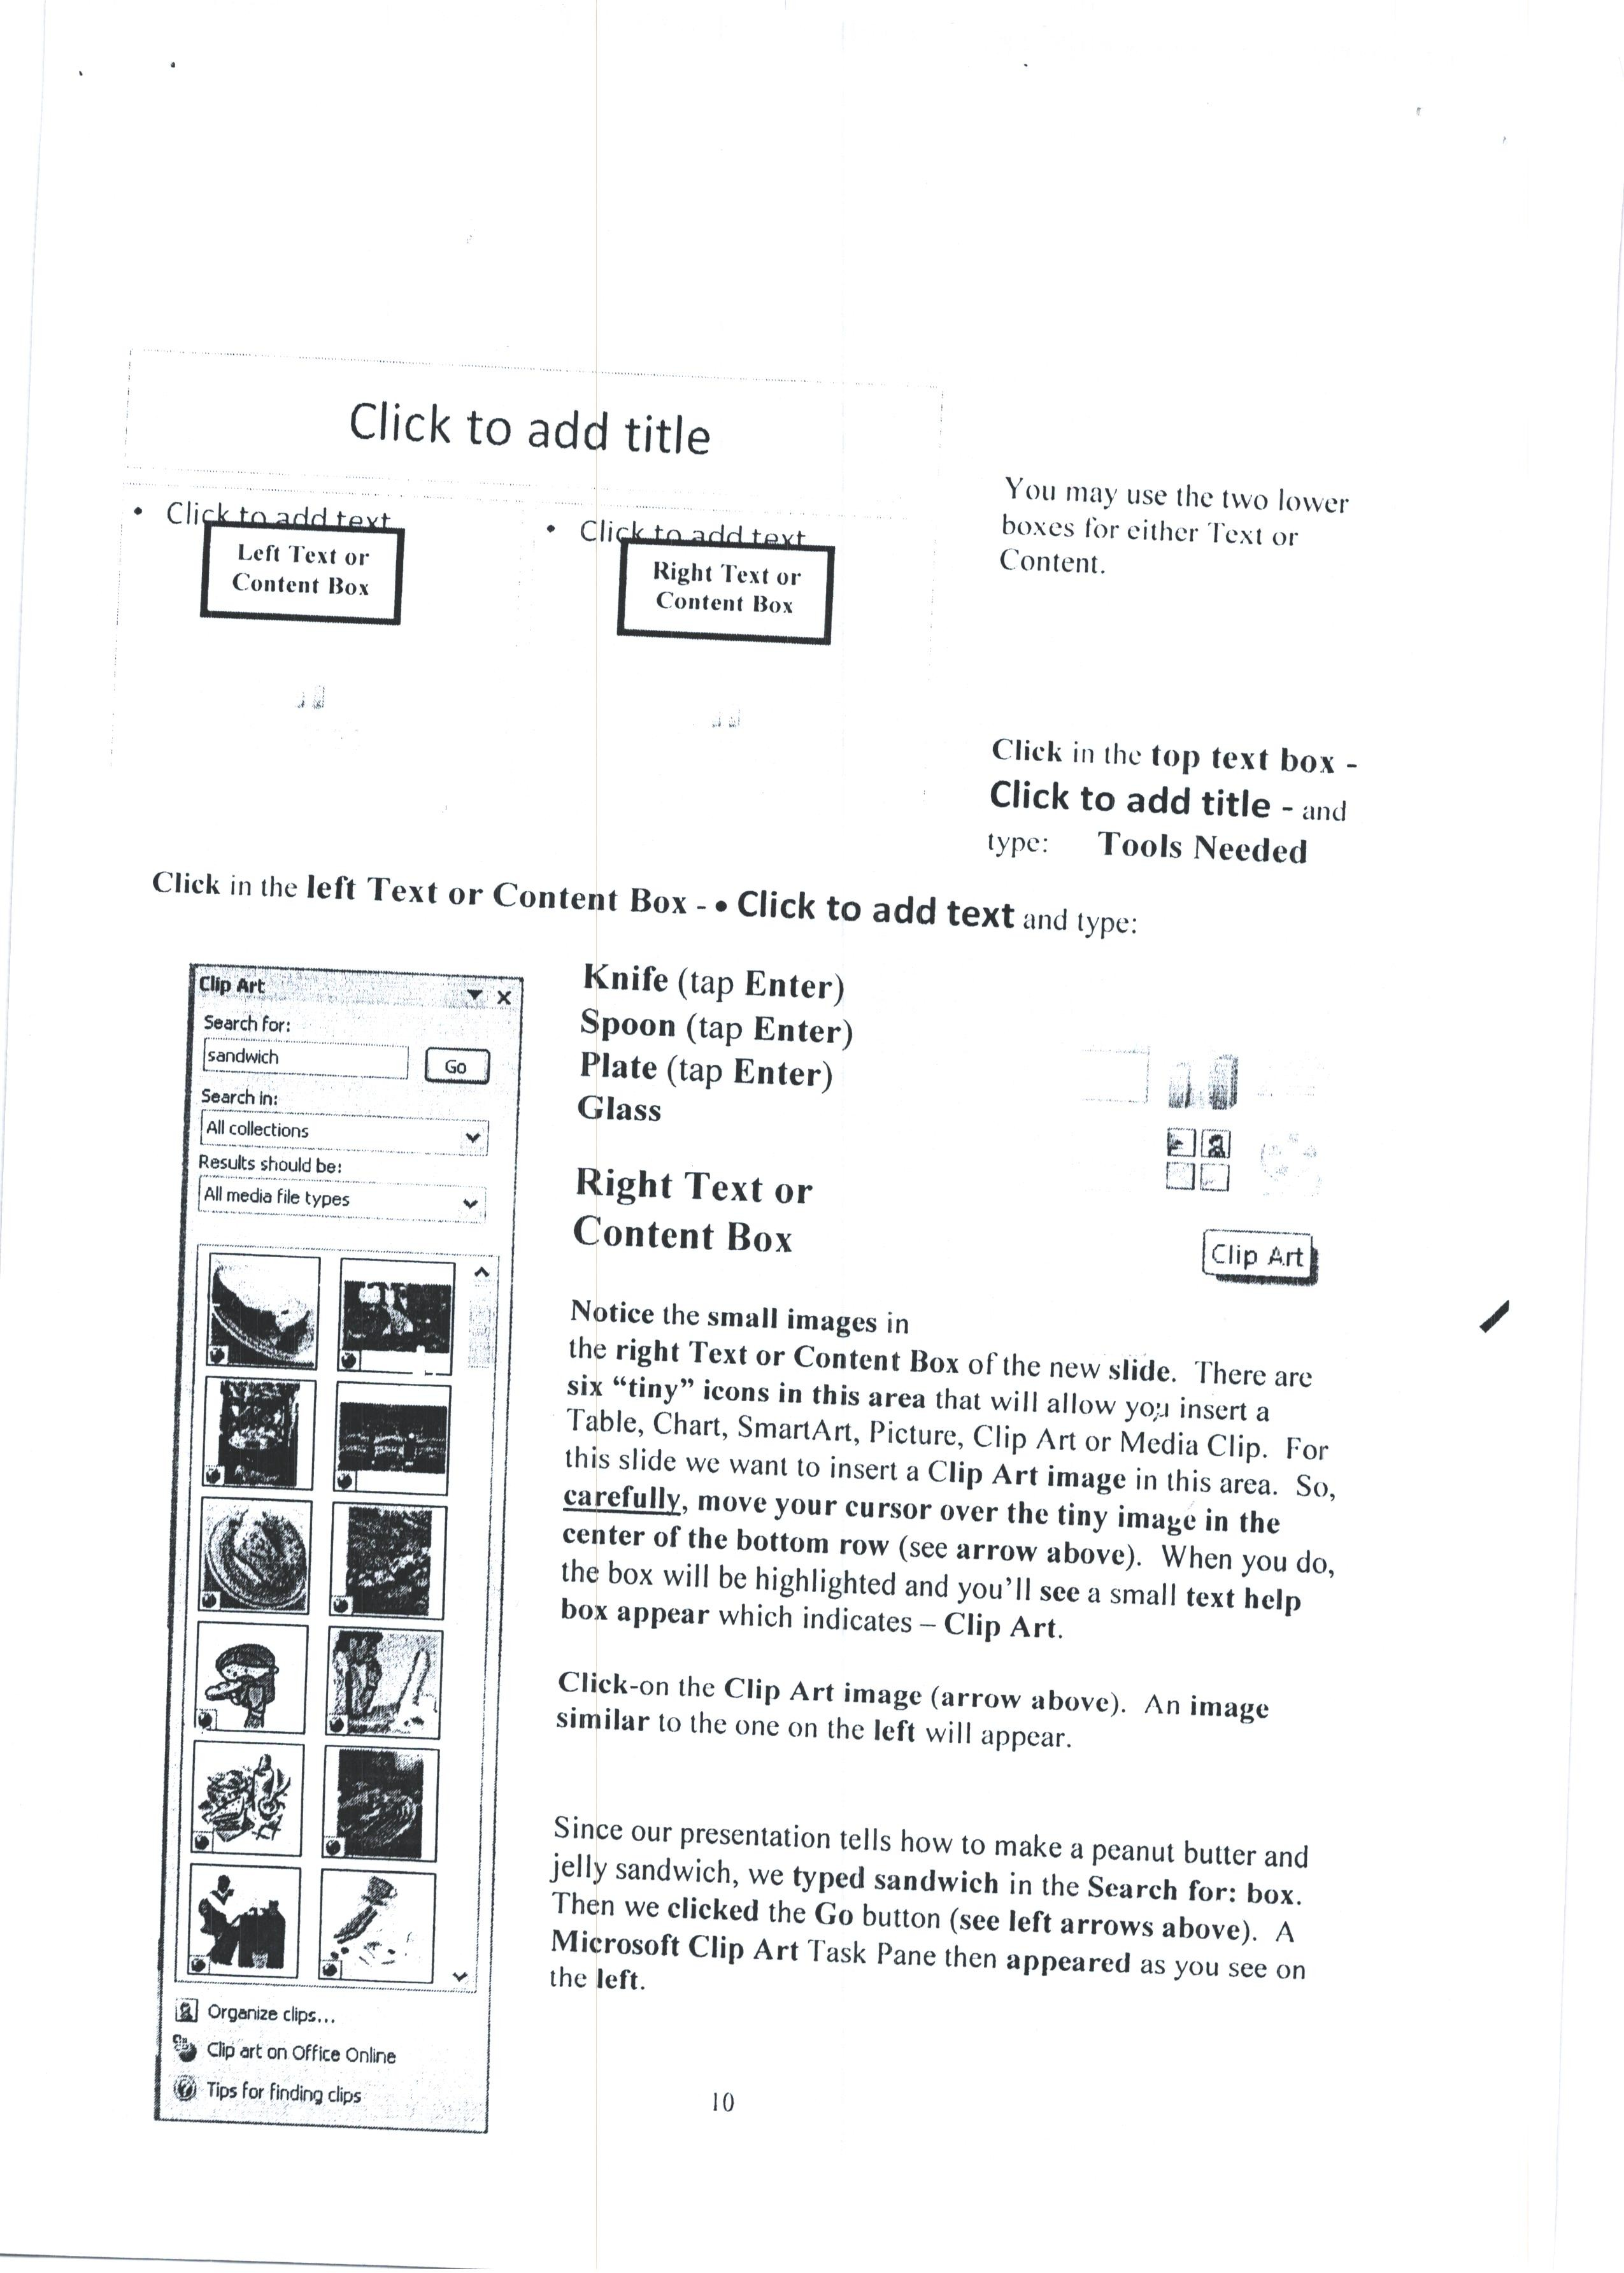 Click to add title
• Click to add text
Left Text or
Content Box
• Click to add text
Right Text or
Content Box
You may use the two lower
boxes for either Text or
Content.
Click in the top text box -
Click to add title - and
type: Tools Needed
Click in the left Text or Content Box - • Click to add text and type:
Clip Art
Search for:
sandwich
Go
Search in:
All collections
Results should be:
All media file types
Organize clips...
Clip art on Office Online
Tips for finding clips
Knife (tap Enter)
Spoon (tap Enter)
Plate (tap Enter)
Glass
Right Text or
Content Box
Clip Art
Notice the small images in
the right Text or Content Box of the new slide. There are
six “tiny” icons in this area that will allow you insert a
Table, Chart, SmartArt, Picture, Clip Art or Media Clip. For
this slide we want to insert a Clip Art image in this area. So,
carefully, move your cursor over the tiny image in the
center of the bottom row (see arrow above). When you do,
the box will be highlighted and you’ll see a small text help
box appear which indicates – Clip Art.
Click-on the Clip Art image (arrow above). An image
similar to the one on the left will appear.
Since our presentation tells how to make a peanut butter and
jelly sandwich, we typed sandwich in the Search for: box.
Then we clicked the Go button (see left arrows above). A
Microsoft Clip Art Task Pane then appeared as you see on
the left.
10